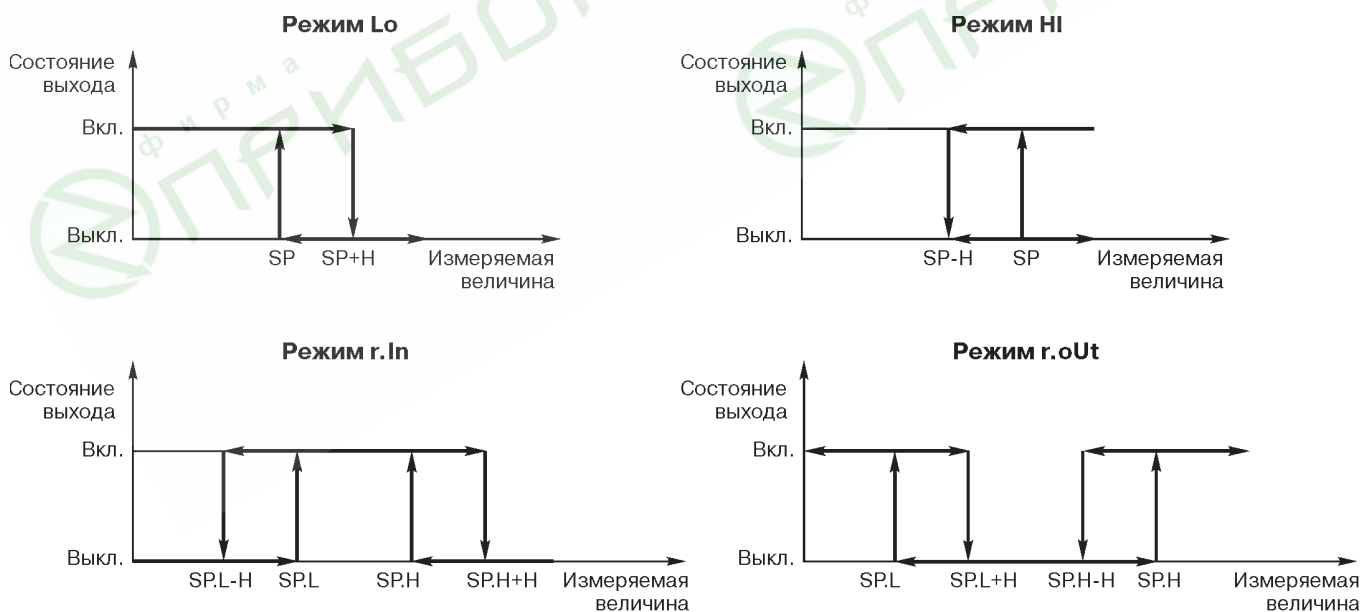 Режим Lo
Состояние
выхода
Вкл.
Выкл.
SP
SP+H
Измеряемая
величина
Режим HI
Состояние
выхода
Вкл.
Выкл.
SP-H
SP
Измеряемая
величина
Режим r.In
Состояние
выхода
Вкл.
Выкл.
SP.L-H
SP.L
SP.H
SP.H+H
Измеряемая
величина
Режим r.oUt
Состояние
выхода
Вкл.
Выкл.
SP.L
SP.L+H
SP.H-H
SP.H
Измеряемая
величина
фирма